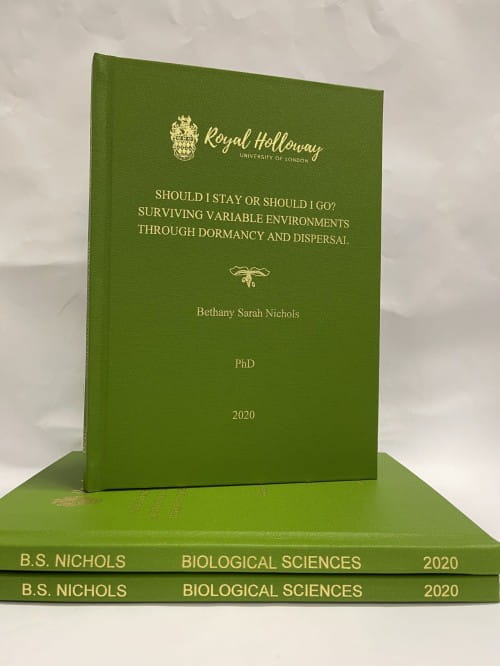 Royal Holloway
UNIVERSITY OF LONDON
SHOULD I STAY OR SHOULD I GO?
SURVIVING VARIABLE ENVIRONMENTS
THROUGH DORMANCY AND DISPERSAL
Bethany Sarah Nichols
PhD
2020
B.S. NICHOLS BIOLOGICAL SCIENCES 2020
B.S. NICHOLS BIOLOGICAL SCIENCES 2020